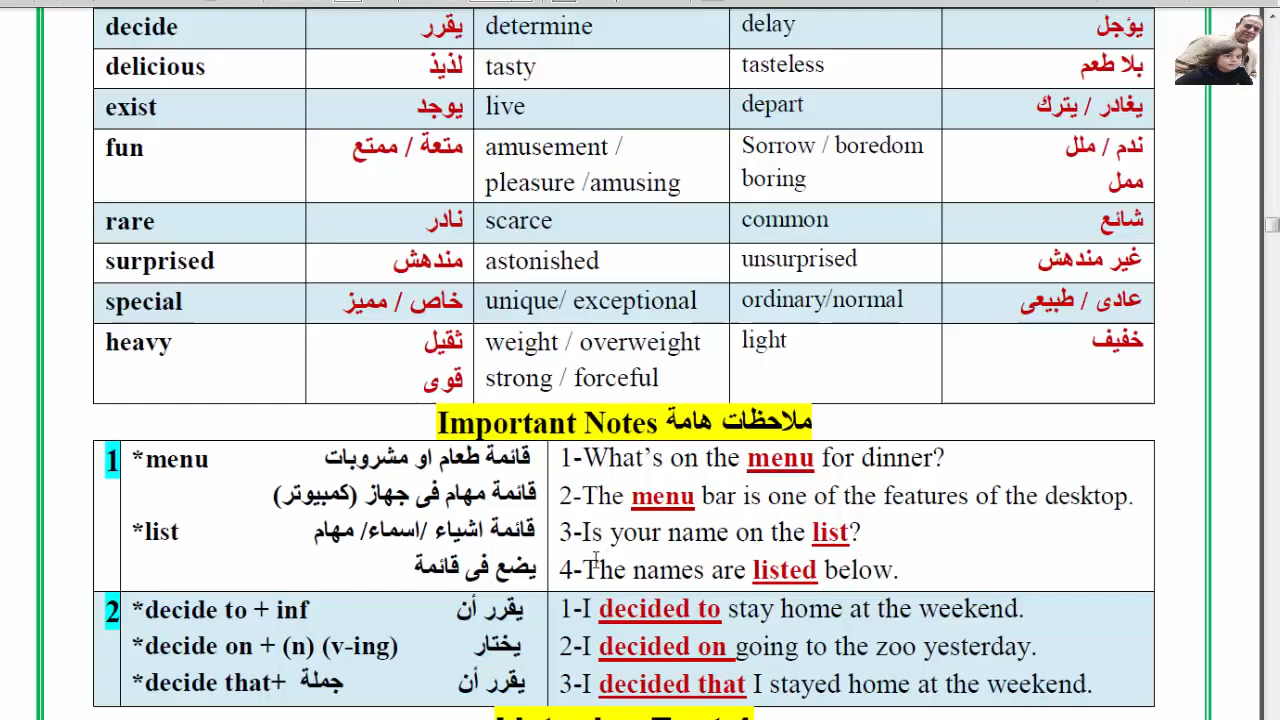 decide يقرر determine delay يؤجل
delicious لذيذ tasty tasteless بلا طعم
exist يوجد live depart يغادر / يترك
fun متعة / ممتع amusement / Sorrow / boredom ندم / ملل
pleasure /amusing boring ممل
rare نادر scarce common شائع
surprised مندهش astonished unsurprised غير مندهش
special خاص / مميز unique/ exceptional ordinary/normal عادى / طبيعى
heavy ثقيل weight / overweight light خفيف
قوى strong / forceful
Important Notes ملاحظات هامة
1 *menu قائمة طعام او مشروبات 1-What's on the menu for dinner?
قائمة مهام فى جهاز (كمبيوتر) 2-The menu bar is one of the features of the desktop.
*list قائمة اشياء /اسماء/ مهام 3-Is your name on the list?
يضع فى قائمة 4-The names are listed below.
2 *decide to + inf يقرر أن 1-I decided to stay home at the weekend.
*decide on + (n) (v-ing) يختار 2-I decided on going to the zoo yesterday.
*decide that+ جملة يقرر أن 3-I decided that I stayed home at the weekend.